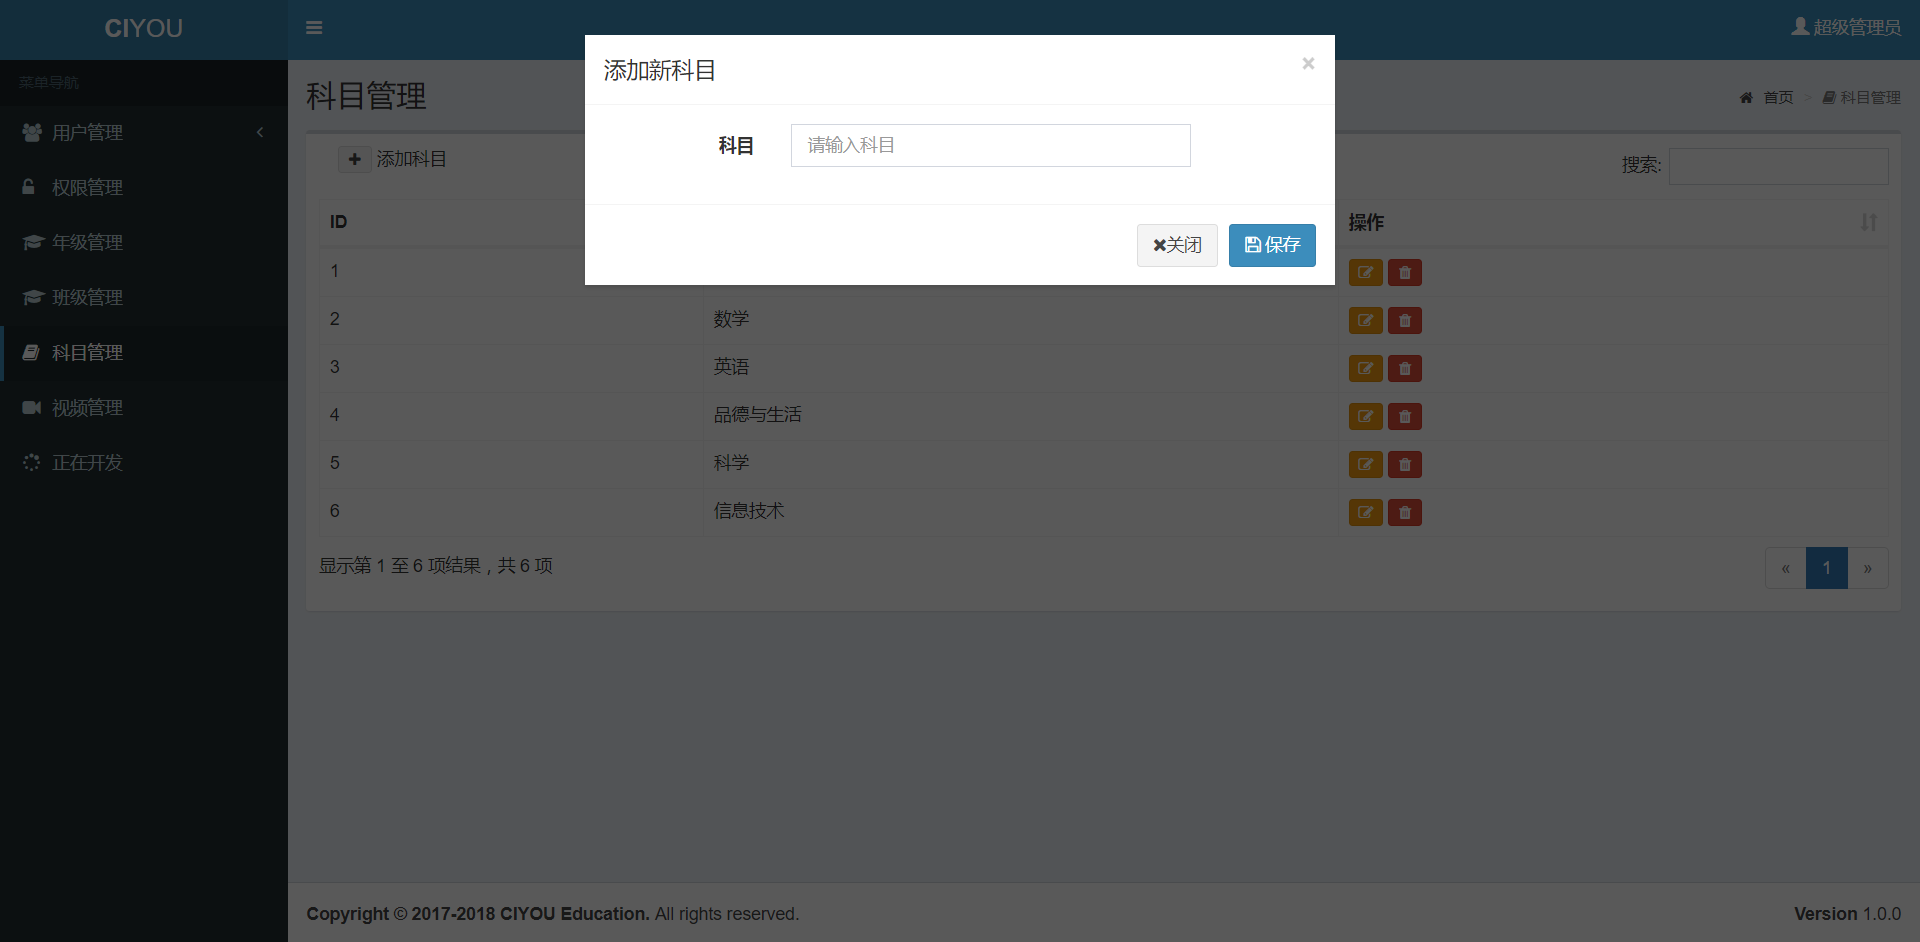 CIYOU
超级管理员
菜单导航
用户管理
权限管理
年级管理
班级管理
科目管理
视频管理
正在开发
科目管理
首页 > 科目管理
添加科目
搜索:
添加新科目
×
科目 请输入科目
关闭 保存
ID 操作
1
2 数学
3 英语
4 品德与生活
5 科学
6 信息技术
显示第 1 至 6 项结果，共 6 项
« 1 »
Copyright © 2017-2018 CIYOU Education. All rights reserved.
Version 1.0.0